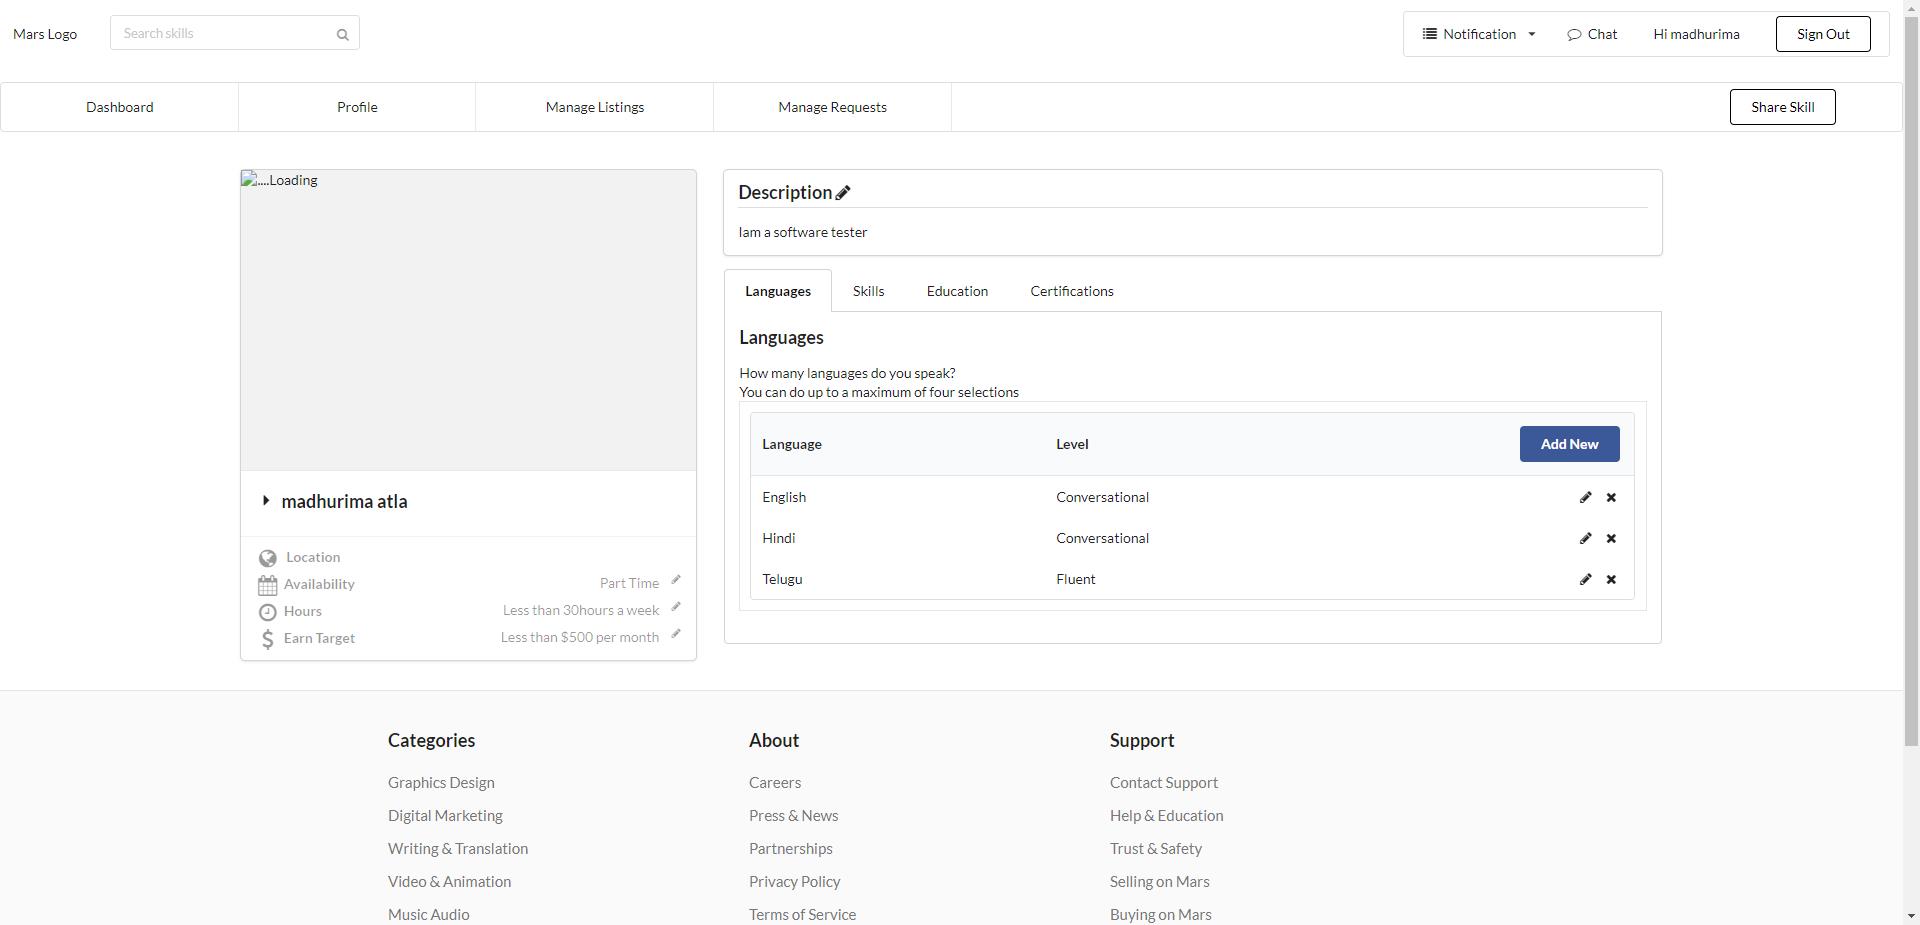 Mars Logo
Search skills
Notification
Chat
Hi madhurima
Sign Out
Dashboard
Profile
Manage Listings
Manage Requests
Share Skill
....Loading
madhurima atla
Location
Availability
Part Time
Hours
Less than 30hours a week
Earn Target
Less than $500 per month
Description
Iam a software tester
Languages
Skills
Education
Certifications
Languages
How many languages do you speak?
You can do up to a maximum of four selections
Language
Level
Add New
English
Conversational
Hindi
Conversational
Telugu
Fluent
Categories
Graphics Design
Digital Marketing
Writing & Translation
Video & Animation
Music Audio
About
Careers
Press & News
Partnerships
Privacy Policy
Terms of Service
Support
Contact Support
Help & Education
Trust & Safety
Selling on Mars
Buying on Mars